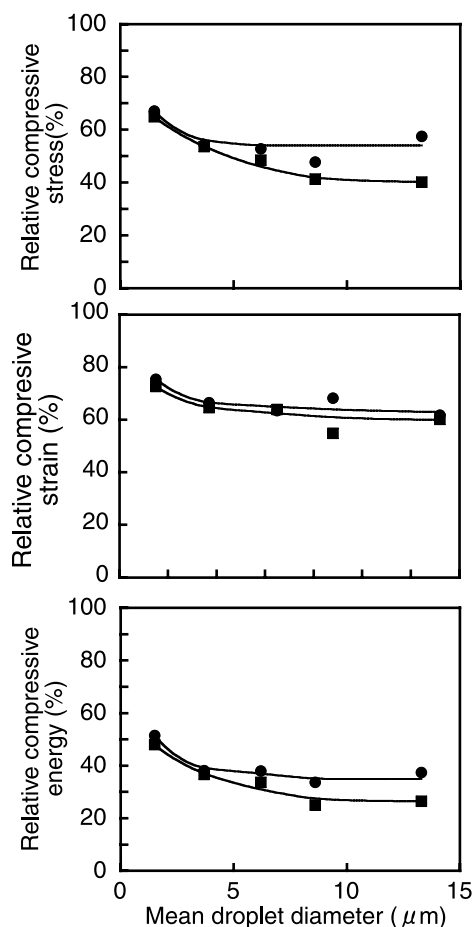 100
80
60
40
20
0
Relative compressive
stress(%)
100
80
60
40
20
0
Relative compresive
strain (%)
100
80
60
40
20
0
Relative compressive
energy (%)
0 5 10 15
Mean droplet diameter ( μm)